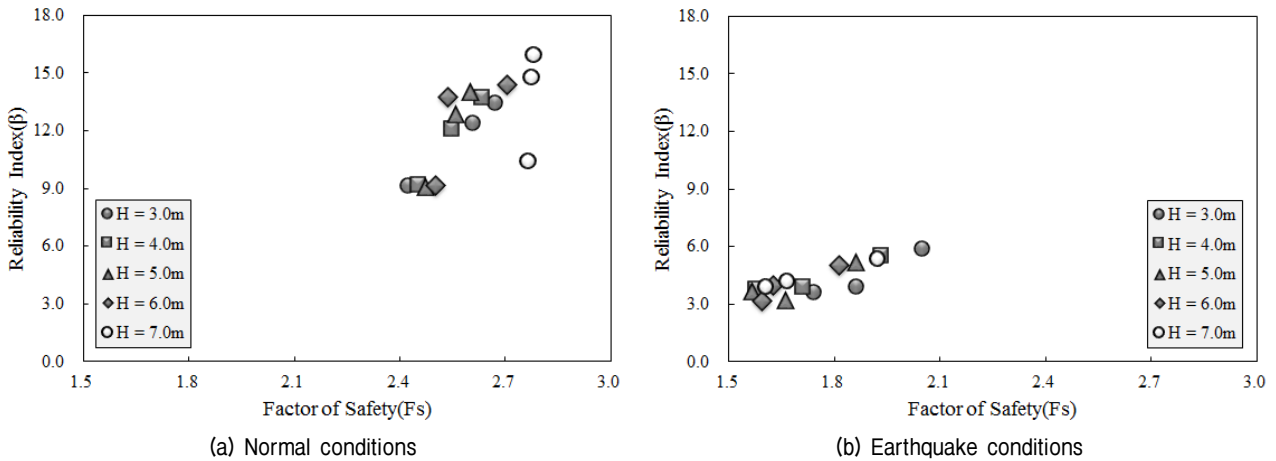 18.0
15.0
12.0
9.0
6.0
3.0
0.0
Reliability Index(β)
H = 3.0m
H = 4.0m
H = 5.0m
H = 6.0m
H = 7.0m
1.5 1.8 2.1 2.4 2.7 3.0
Factor of Safety(Fs)
(a) Normal conditions
18.0
15.0
12.0
9.0
6.0
3.0
0.0
Reliability Index(β)
H = 3.0m
H = 4.0m
H = 5.0m
H = 6.0m
H = 7.0m
1.5 1.8 2.1 2.4 2.7 3.0
Factor of Safety(Fs)
(b) Earthquake conditions